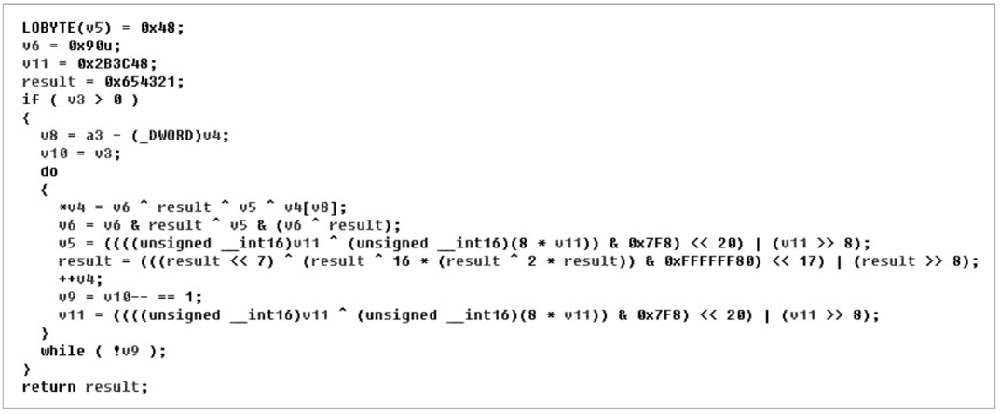 LOBYTE(v5) = 0x48;
v6 = 0x90u;
v11 = 0x2B3C48;
result = 0x654321;
if ( v3 > 0 )
{
v8 = a3 - (_DWORD)v4;
v10 = v3;
do
{
*v4 = v6 ^ result ^ v5 ^ v4[v8];
v6 = v6 & result ^ v5 & (v6 ^ result);
v5 = ((((unsigned __int16)v11 ^ (unsigned __int16)(8 * v11)) & 0x7F8) << 20) | (v11 >> 8);
result = (((result << 7) ^ (result ^ 16 * (result ^ 2 * result)) & 0xFFFFFF80) << 17) | (result >> 8);
++v4;
v9 = v10-- == 1;
v11 = ((((unsigned __int16)v11 ^ (unsigned __int16)(8 * v11)) & 0x7F8) << 20) | (v11 >> 8);
}
while ( !v9 );
}
return result;